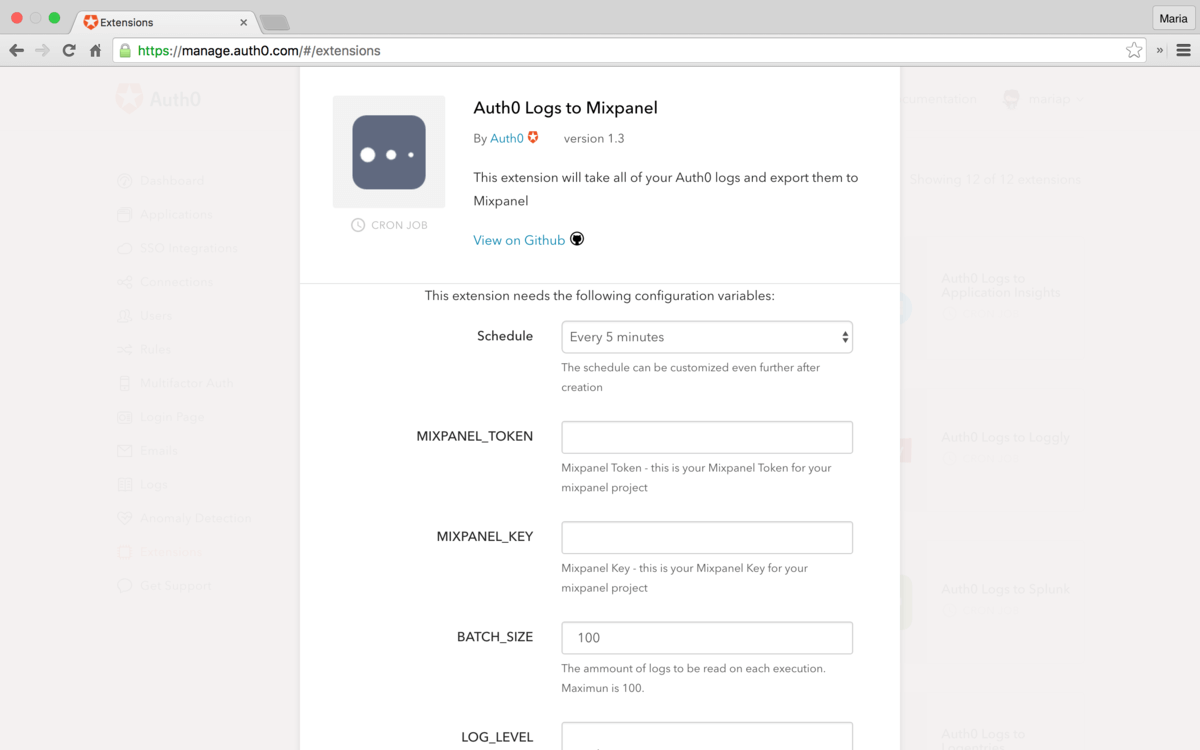 Extensions
Maria
https://manage.auth0.com/#/extensions
Auth0
Documentation
mariap
Dashboard
Applications
SSO Integrations
Connections
Users
Rules
Multifactor Auth
Login Page
Emails
Logs
Anomaly Detection
Extensions
Get Support
Auth0 Logs to Mixpanel
By Auth0 version 1.3
This extension will take all of your Auth0 logs and export them to
Mixpanel
CRON JOB
View on Github
This extension needs the following configuration variables:
Schedule
Every 5 minutes
The schedule can be customized even further after
creation
MIXPANEL_TOKEN
Mixpanel Token - this is your Mixpanel Token for your
mixpanel project
MIXPANEL_KEY
Mixpanel Key - this is your Mixpanel Key for your
mixpanel project
BATCH_SIZE
100
The ammount of logs to be read on each execution.
Maximun is 100.
LOG_LEVEL
Showing 12 of 12 extensions
Auth0 Logs to
Application Insights
Auth0 Logs to Loggly
Auth0 Logs to Splunk
Auth0 Logs to
Logentries